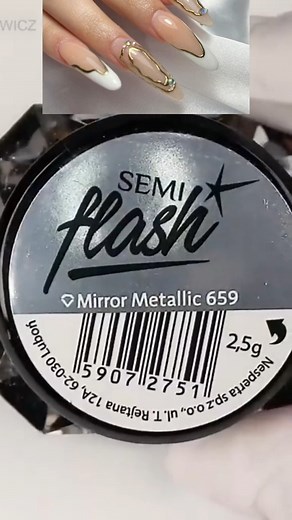 WICZ
SEMI
flash
Mirror Metallic 659
2,5g
5907 2751
Nesperta sp.z o.o., ul. T. Rejtana 12A, 62-030 Luboń